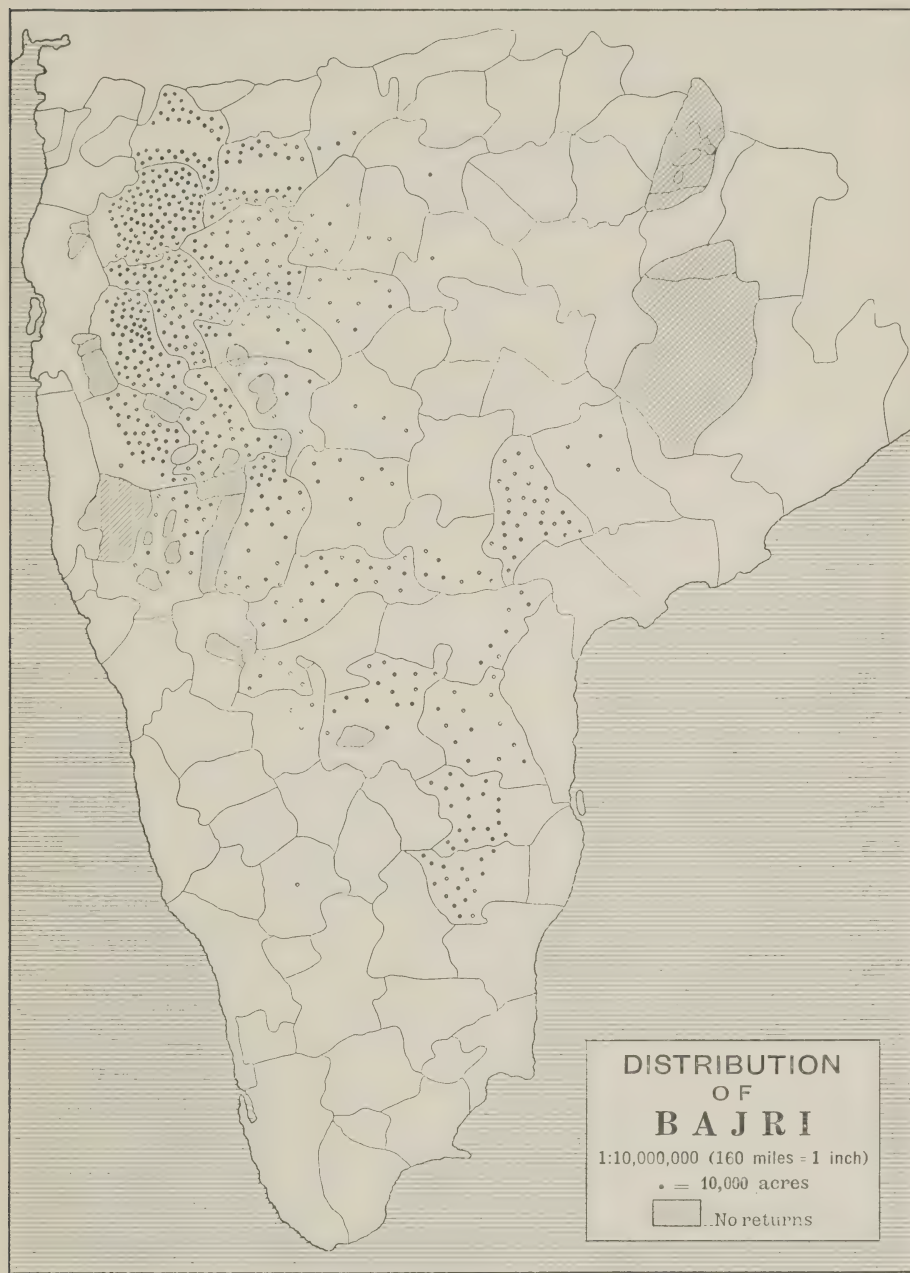 DISTRIBUTION
OF
BAJRI
1:10,000,000 (160 miles = 1 inch)
• = 10,000 acres
No returns